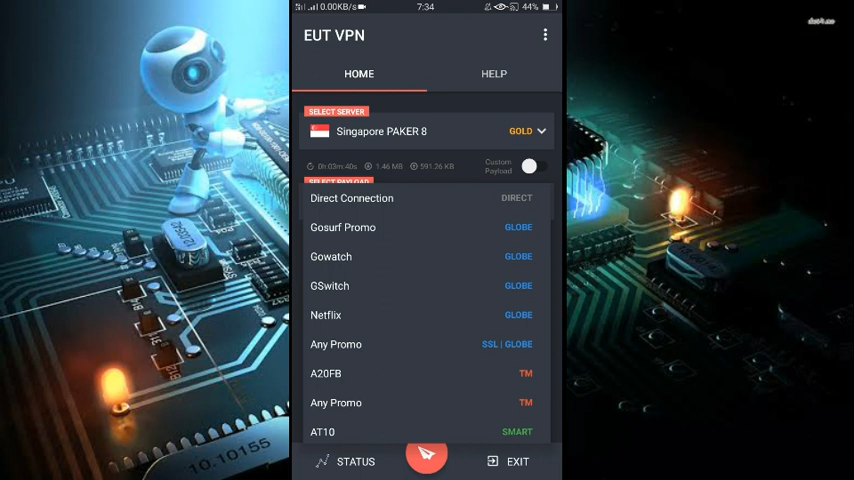 0.00KB/s
7:34
44%
EUT VPN
HOME
HELP
SELECT SERVER
Singapore PAKER 8
GOLD
0h:03m:40s
1.46 MB
591.26 KB
Custom
Payload
SELECT PAYLOAD
Direct Connection
DIRECT
Gosurf Promo
GLOBE
Gowatch
GLOBE
GSwitch
GLOBE
Netflix
GLOBE
Any Promo
SSL | GLOBE
A20FB
TM
Any Promo
TM
AT10
SMART
STATUS
EXIT
10.10155